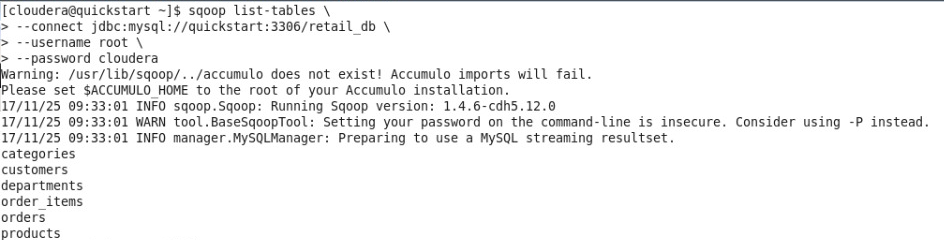 [cloudera@quickstart ~]$ sqoop list-tables \
> --connect jdbc:mysql://quickstart:3306/retail_db \
> --username root \
> --password cloudera
Warning: /usr/lib/sqoop/../accumulo does not exist! Accumulo imports will fail.
Please set $ACCUMULO_HOME to the root of your Accumulo installation.
17/11/25 09:33:01 INFO sqoop.Sqoop: Running Sqoop version: 1.4.6-cdh5.12.0
17/11/25 09:33:01 WARN tool.BaseSqoopTool: Setting your password on the command-line is insecure. Consider using -P instead.
17/11/25 09:33:01 INFO manager.MySQLManager: Preparing to use a MySQL streaming resultset.
categories
customers
departments
order_items
orders
products